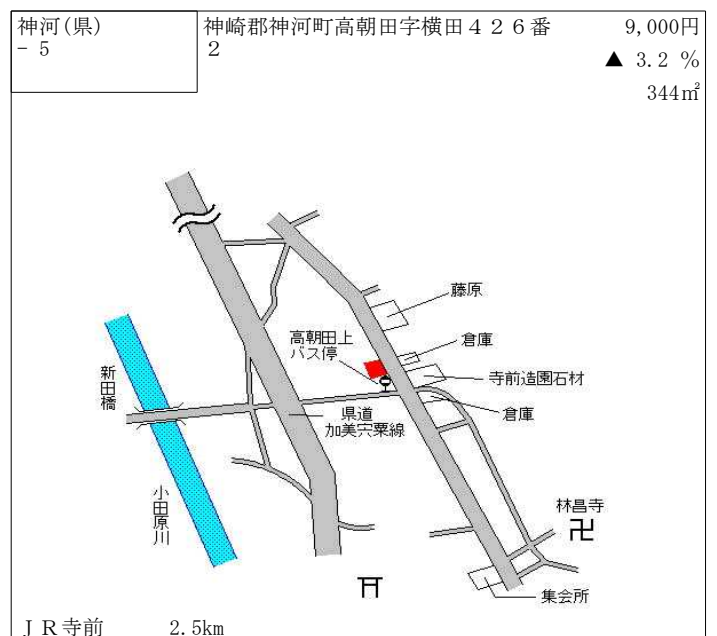 神河(県)
- 5
神崎郡神河町高朝田字横田４２６番
２
9,000円
▲ 3.2 %
344㎡
藤原
高朝田上
バス停
倉庫
寺前造園石材
倉庫
新田橋
県道
加美宍粟線
小田原川
林昌寺
集会所
ＪＲ寺前 2.5km